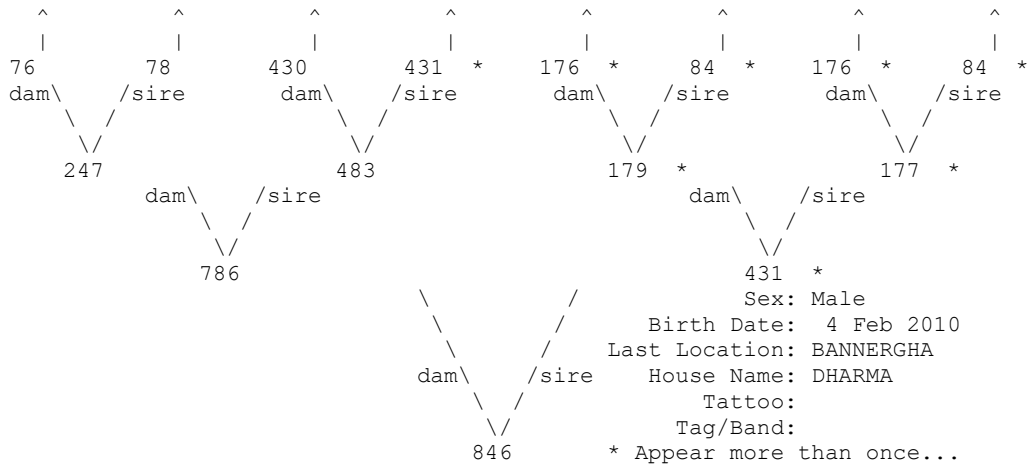 ^ ^ ^ ^ ^ ^ ^ ^
| | | | | | | |
76 78 430 431 * 176 * 84 * 176 * 84 *
dam\ /sire dam\ /sire dam\ /sire dam\ /sire
\ / \ / \ / \ /
\/ \/ \/ \/
247 483 179 * 177 *
dam\ /sire dam\ /sire
\ / \ /
\/ \/
786 431 *
\ / Sex: Male
\ / Birth Date: 4 Feb 2010
\ / Last Location: BANNERGHA
dam\ /sire House Name: DHARMA
\ / Tattoo:
\/ Tag/Band:
846 * Appear more than once...